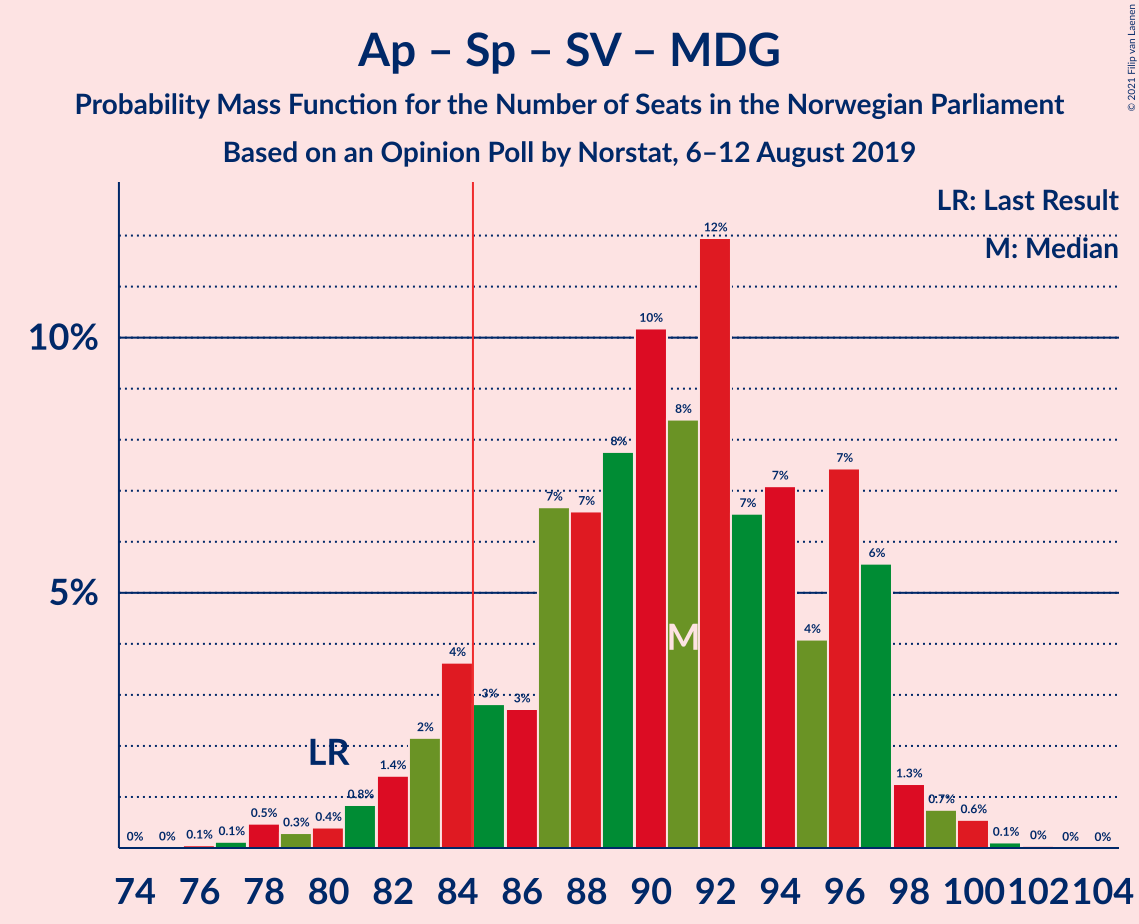 Ap – Sp – SV – MDG
Probability Mass Function for the Number of Seats in the Norwegian Parliament
Based on an Opinion Poll by Norstat, 6–12 August 2019
© 2021 Filip van Laenen
LR: Last Result
M: Median
10%
5%
0% 0% 0.1% 0.1% 0.5% 0.3% 0.4% 0.8% 1.4% 2% 4% 3% 3% 7% 7% 8% 10% 8% 12% 7% 7% 4% 7% 6% 1.3% 0.7% 0.6% 0.1% 0% 0% 0%
LR
M
74 76 78 80 82 84 86 88 90 92 94 96 98 100 102 104